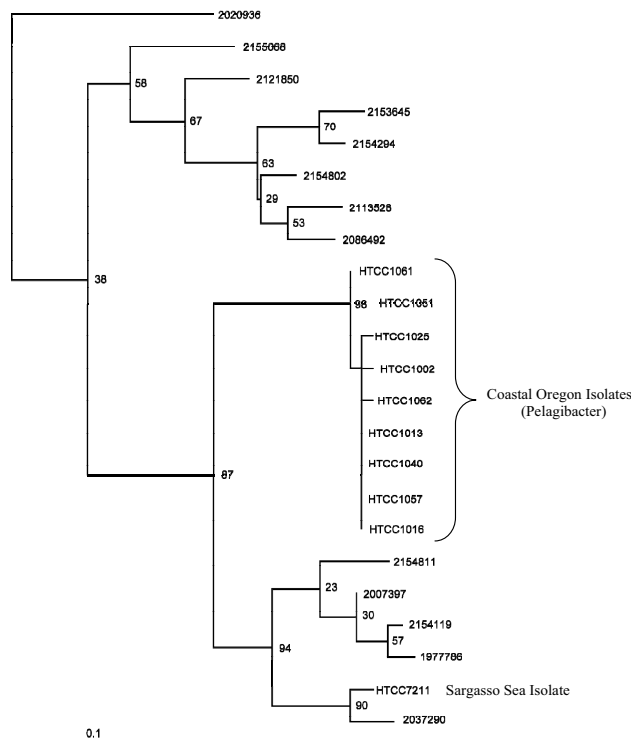 2020936
2155066
58
2121850
67
2153645
70
2154294
63
2154802
29
2113526
53
2086492
38
HTCC1061
98 HTCC1051
HTCC1025
HTCC1002
HTCC1062
Coastal Oregon Isolates
(Pelagibacter)
HTCC1013
HTCC1040
87
HTCC1057
HTCC1016
2154811
23
2007397
30
2154119
57
94
1977766
HTCC7211 Sargasso Sea Isolate
90
2037290
0.1